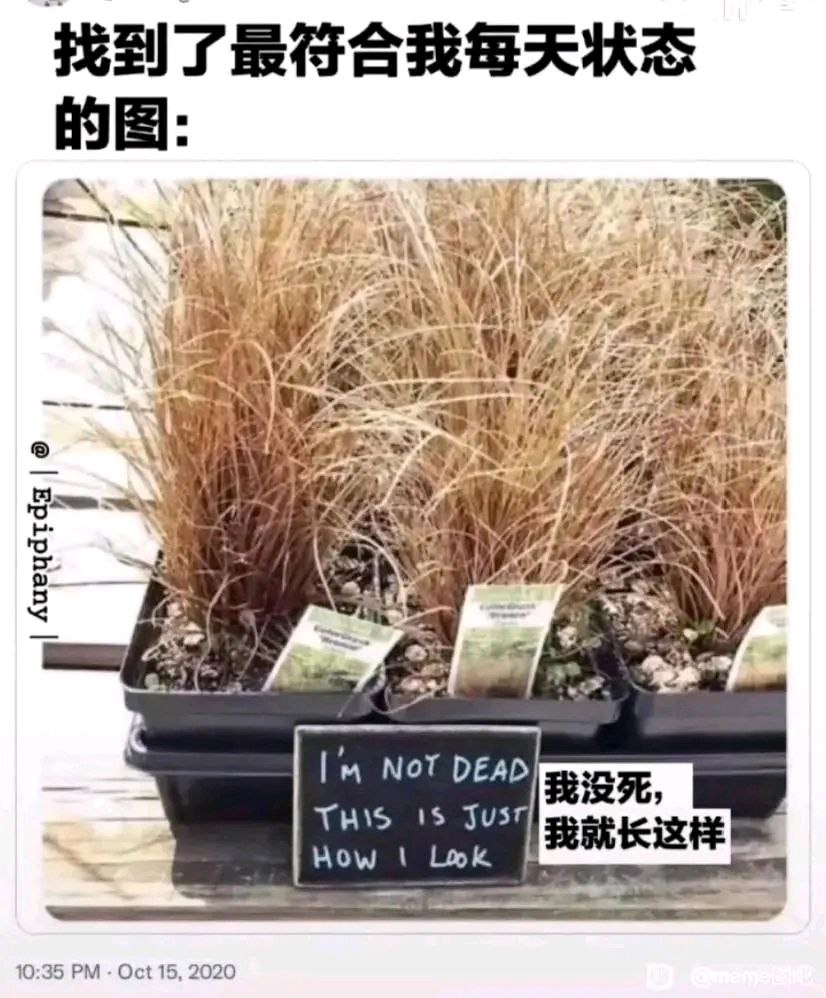 找到了最符合我每天状态
的图:
@ | Epiphany |
I'M NOT DEAD
THIS IS JUST
HOW I LOOK
我没死，
我就长这样
10:35 PM · Oct 15, 2020
@meme图吧